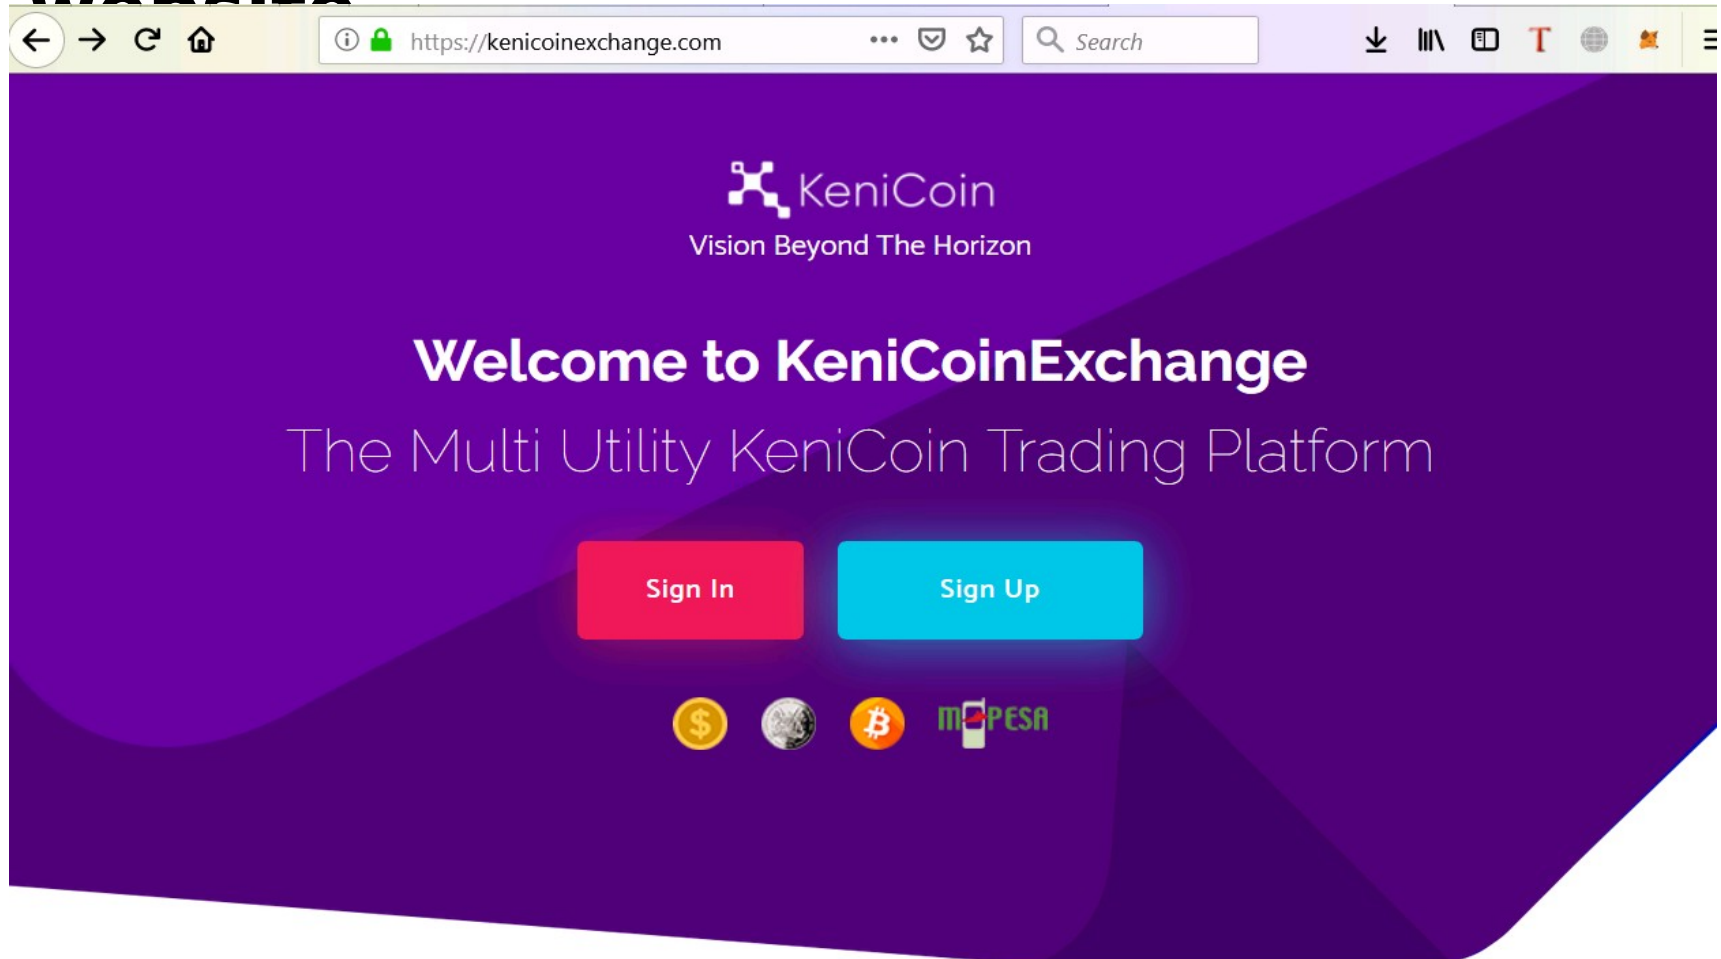 website
https://kenicoinexchange.com
Search
T
KeniCoin
Vision Beyond The Horizon
Welcome to KeniCoinExchange
The Multi Utility KeniCoin Trading Platform
Sign In
Sign Up
m-PESA